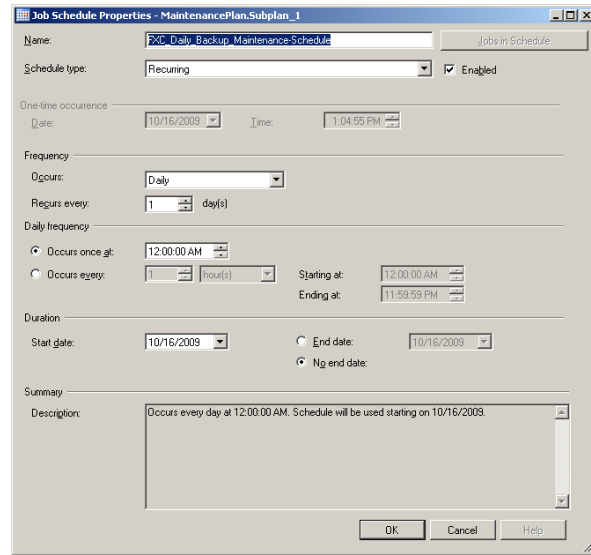 Job Schedule Properties - MaintenancePlan.Subplan_1
Name: FXC_Daily_Backup_Maintenance-Schedule Jobs in Schedule
Schedule type: Recurring Enabled
One-time occurrence
Date: 10/16/2009 Time: 1:04:55 PM
Frequency
Occurs: Daily
Recurs every: 1 day(s)
Daily frequency
Occurs once at: 12:00:00 AM
Occurs every: 1 hour(s) Starting at: 12:00:00 AM
Ending at: 11:59:59 PM
Duration
Start date: 10/16/2009 End date: 10/16/2009
No end date:
Summary
Description: Occurs every day at 12:00:00 AM. Schedule will be used starting on 10/16/2009.
OK Cancel Help